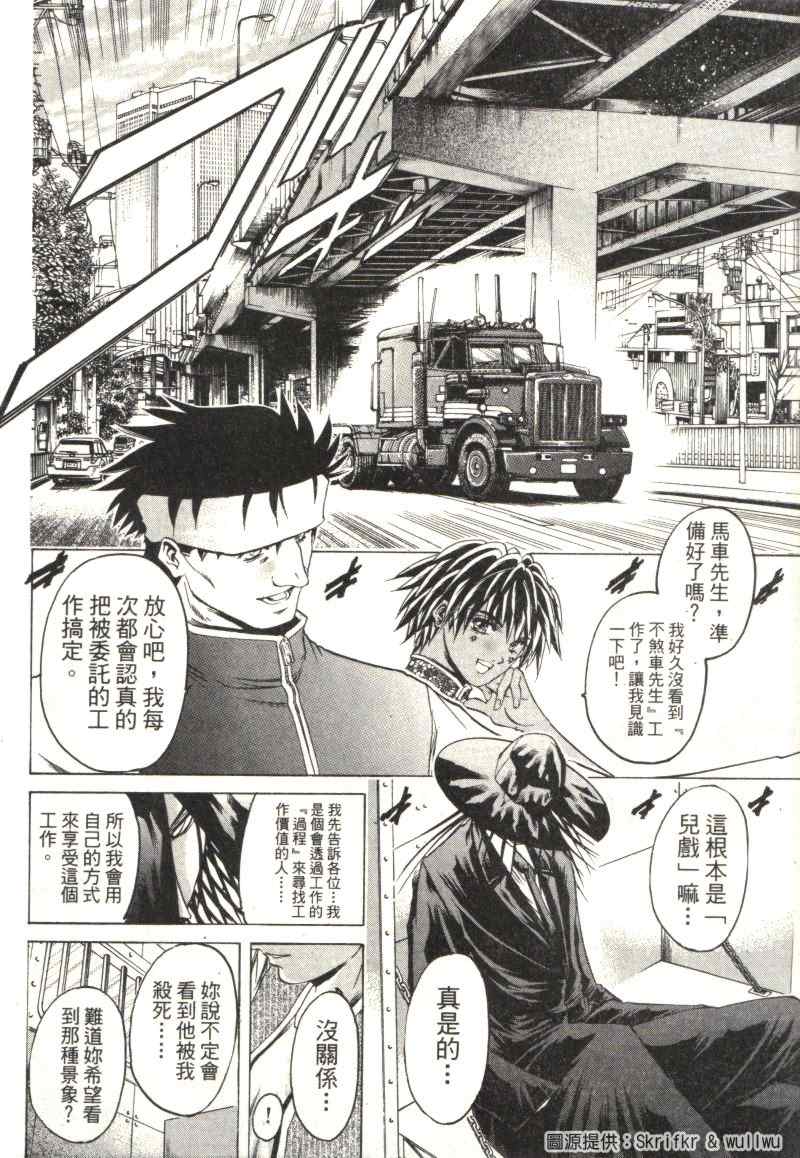 馬車先生，準
備好了嗎？
我好久沒看到『
不煞車先生』工
作了，讓我見識
一下吧！
放心吧，我每
次都會認真的
把被委託的工
作搞定。
這根本是「
兒戲」嘛…
真是的…
我先告訴各位…我
是個會透過工作的
『過程』來尋找工
作價值的人……
所以我會用
自己的方式
來享受這個
工作。
沒關係…
！
妳說不定會
看到他被我
殺死……
難道妳希望看
到那種景象？
圖源提供：Skrifkr & wullwu